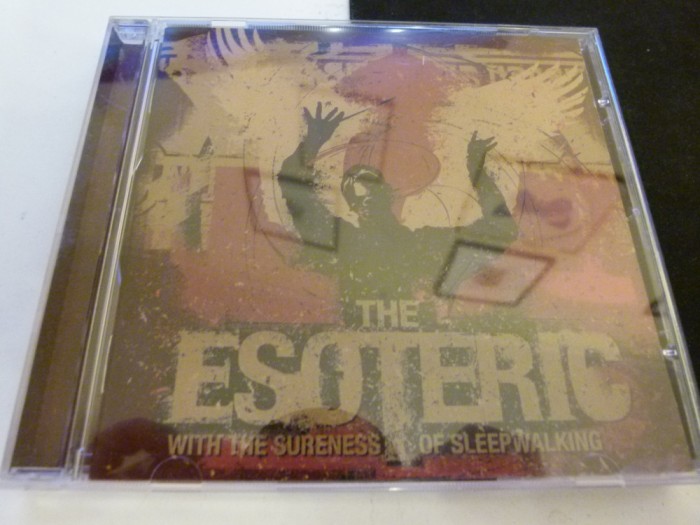 THE
ESOTERIC
WITH THE SURENESS OF SLEEPWALKING